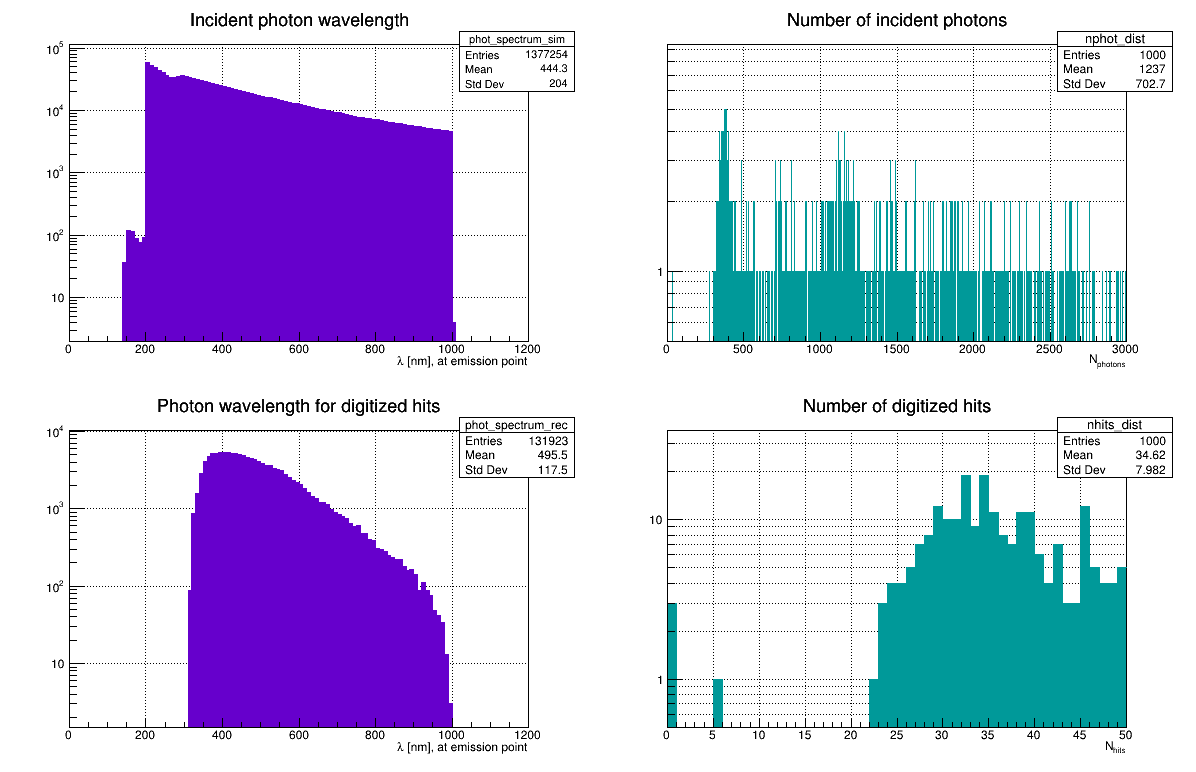 Incident photon wavelength
phot_spectrum_sim
Entries 1377254
Mean 444.3
Std Dev 204
10^5
10^4
10^3
10^2
10
0 200 400 600 800 1000 1200
λ [nm], at emission point
Number of incident photons
nphot_dist
Entries 1000
Mean 1237
Std Dev 702.7
1
0 500 1000 1500 2000 2500 3000
N_photons
Photon wavelength for digitized hits
phot_spectrum_rec
Entries 131923
Mean 495.5
Std Dev 117.5
10^4
10^3
10^2
10
0 200 400 600 800 1000 1200
λ [nm], at emission point
Number of digitized hits
nhits_dist
Entries 1000
Mean 34.62
Std Dev 7.982
10
1
0 5 10 15 20 25 30 35 40 45 50
N_hits